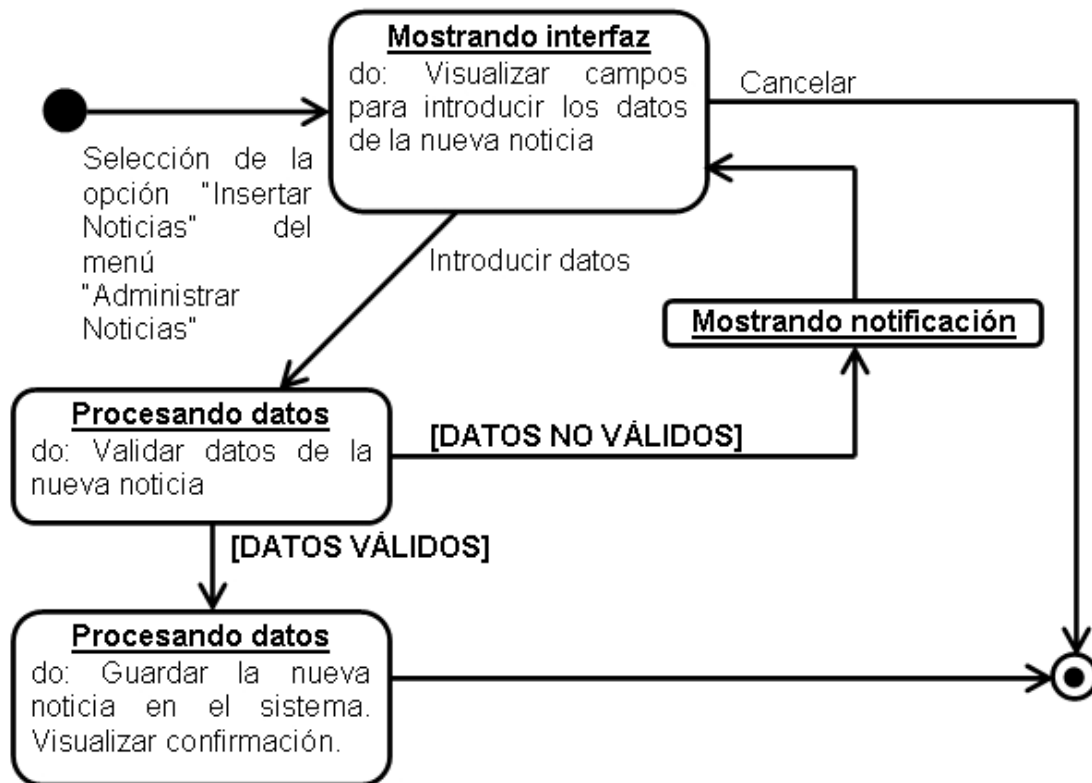 Mostrando interfaz
do: Visualizar campos
para introducir los datos
de la nueva noticia
Cancelar
Selección de la
opción "Insertar
Noticias" del
menú
"Administrar
Noticias"
Introducir datos
Mostrando notificación
Procesando datos
do: Validar datos de la
nueva noticia
[DATOS NO VÁLIDOS]
[DATOS VÁLIDOS]
Procesando datos
do: Guardar la nueva
noticia en el sistema.
Visualizar confirmación.